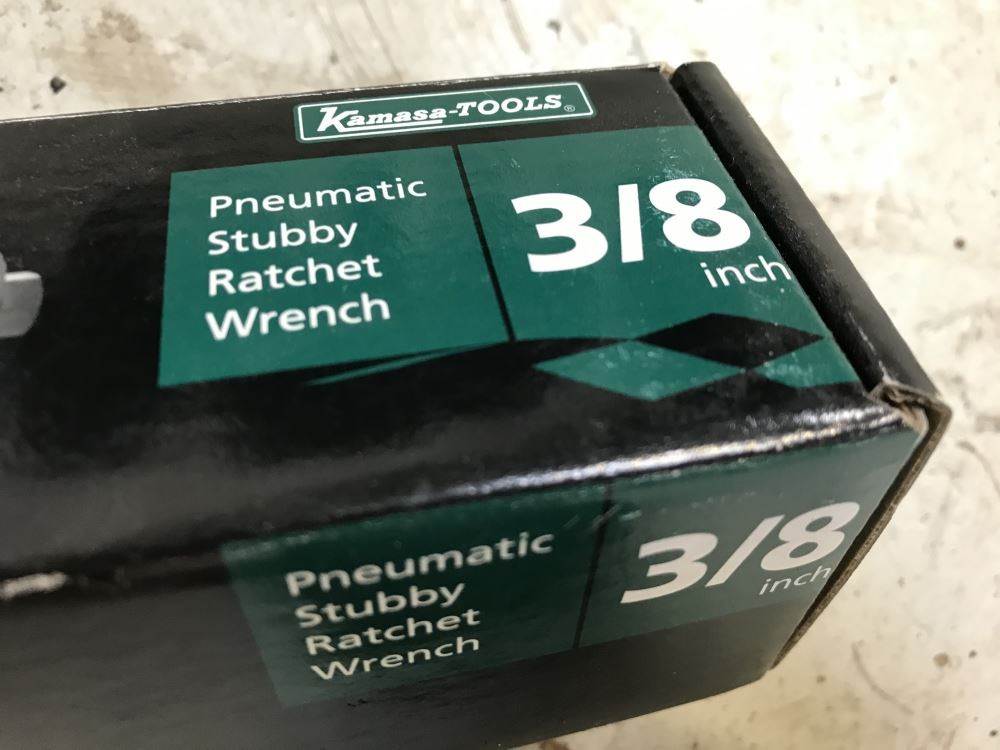 Kamasa-TOOLS®
Pneumatic
Stubby
Ratchet
Wrench
3/8
inch
Pneumatic
Stubby
Ratchet
Wrench
3/8
inch